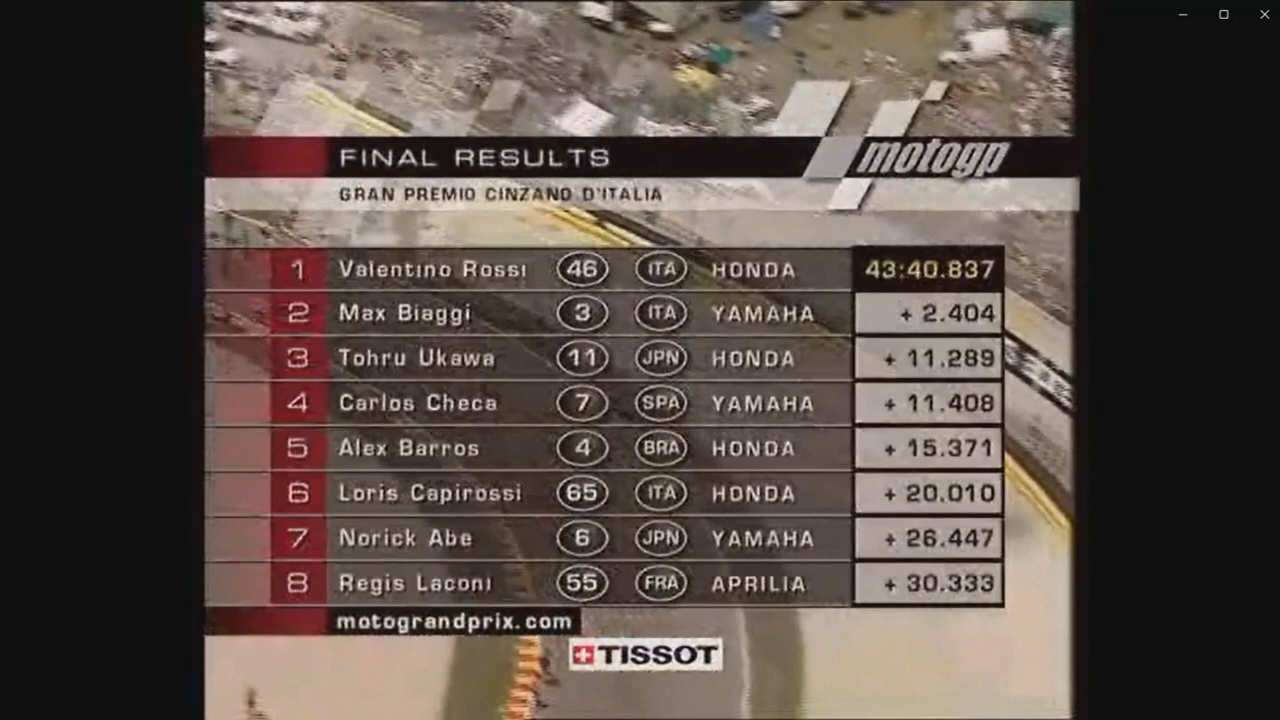 motogp
FINAL RESULTS
GRAN PREMIO CINZANO D'ITALIA
1 Valentino Rossi 46 ITA HONDA 43:40.837
2 Max Biaggi 3 ITA YAMAHA + 2.404
3 Tohru Ukawa 11 JPN HONDA + 11.289
4 Carlos Checa 7 SPA YAMAHA + 11.408
5 Alex Barros 4 BRA HONDA + 15.371
6 Loris Capirossi 65 ITA HONDA + 20.010
7 Norick Abe 6 JPN YAMAHA + 26.447
8 Regis Laconi 55 FRA APRILIA + 30.333
motograndprix.com
TISSOT